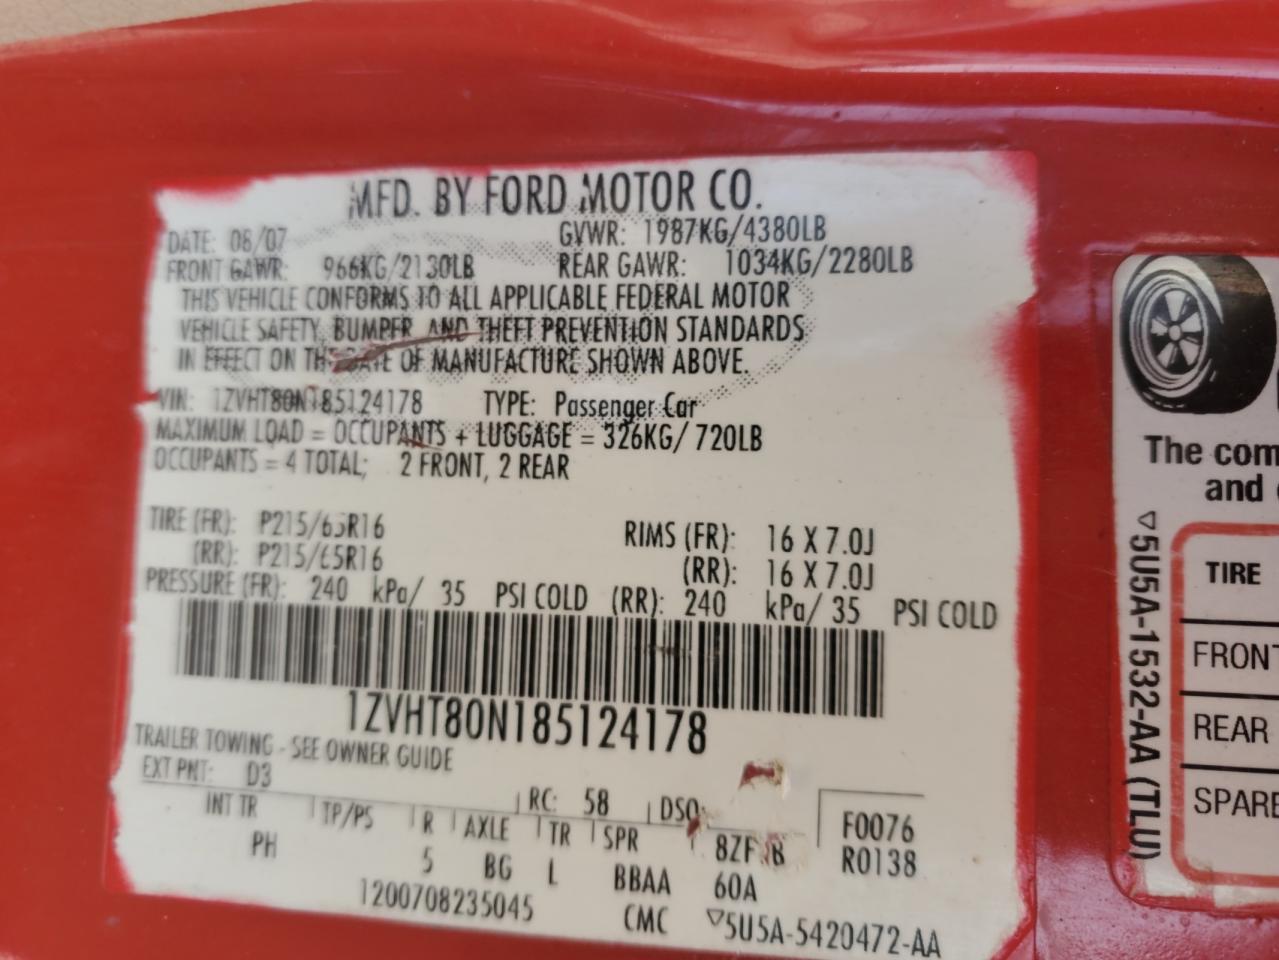 MFD. BY FORD MOTOR CO.
DATE: 08/07 GVWR: 1987KG/4380LB
FRONT GAWR: 966KG/2130LB REAR GAWR: 1034KG/2280LB
THIS VEHICLE CONFORMS TO ALL APPLICABLE FEDERAL MOTOR
VEHICLE SAFETY, BUMPER, AND THEFT PREVENTION STANDARDS
IN EFFECT ON THE DATE OF MANUFACTURE SHOWN ABOVE.
VIN: 1ZVHT80N185124178 TYPE: Passenger Car
MAXIMUM LOAD = OCCUPANTS + LUGGAGE = 326KG/ 720LB
OCCUPANTS = 4 TOTAL; 2 FRONT, 2 REAR
TIRE (FR): P215/65R16 RIMS (FR): 16 X 7.0J
(RR): P215/65R16 (RR): 16 X 7.0J
PRESSURE (FR): 240 kPa/ 35 PSI COLD (RR): 240 kPa/ 35 PSI COLD
1ZVHT80N185124178
TRAILER TOWING - SEE OWNER GUIDE
EXT PNT: D3 RC: 58 DSO:
INT TR TP/PS R AXLE TR SPR F0076
PH 5 BG L BBAA 60A R0138
1200708235045 CMC ▽5U5A-5420472-AA
The com
and
▽5U5A-1532-AA (TLU)
TIRE
FRONT
REAR
SPARE